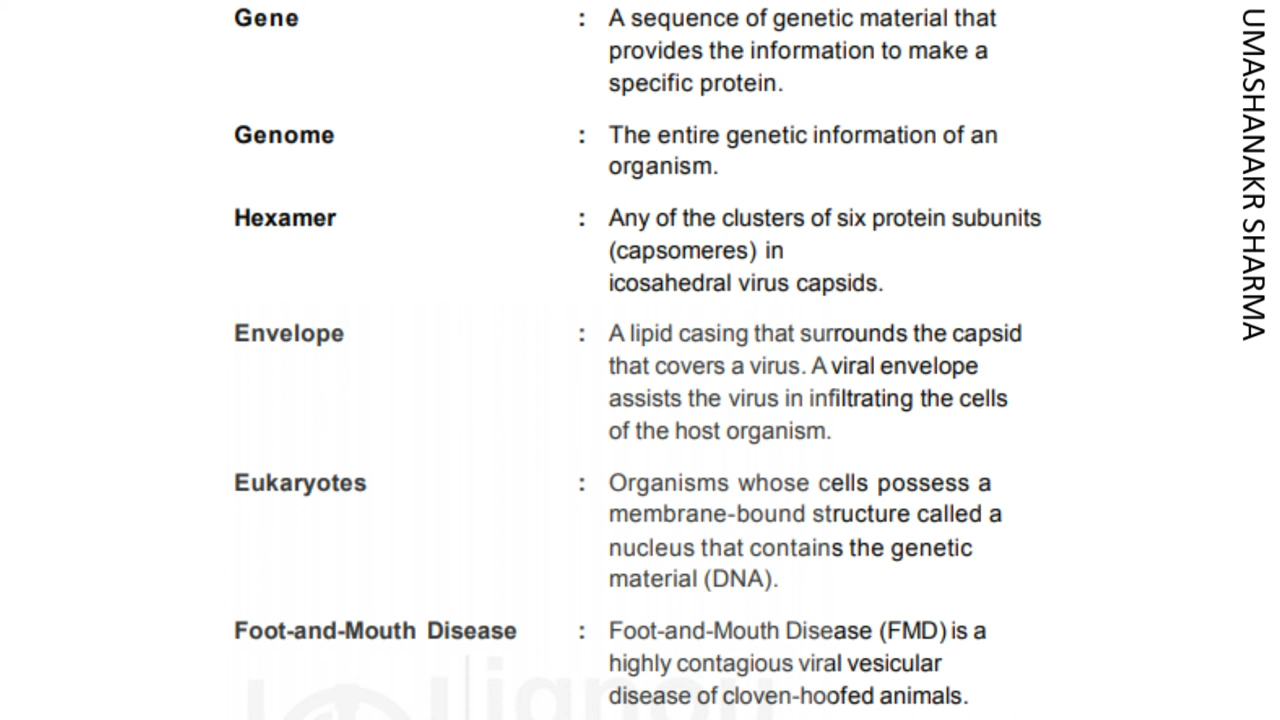 Gene : A sequence of genetic material that
provides the information to make a
specific protein.
Genome : The entire genetic information of an
organism.
Hexamer : Any of the clusters of six protein subunits
(capsomeres) in
icosahedral virus capsids.
Envelope : A lipid casing that surrounds the capsid
that covers a virus. A viral envelope
assists the virus in infiltrating the cells
of the host organism.
Eukaryotes : Organisms whose cells possess a
membrane-bound structure called a
nucleus that contains the genetic
material (DNA).
Foot-and-Mouth Disease : Foot-and-Mouth Disease (FMD) is a
highly contagious viral vesicular
disease of cloven-hoofed animals.
ignou
UMASHANAKR SHARMA